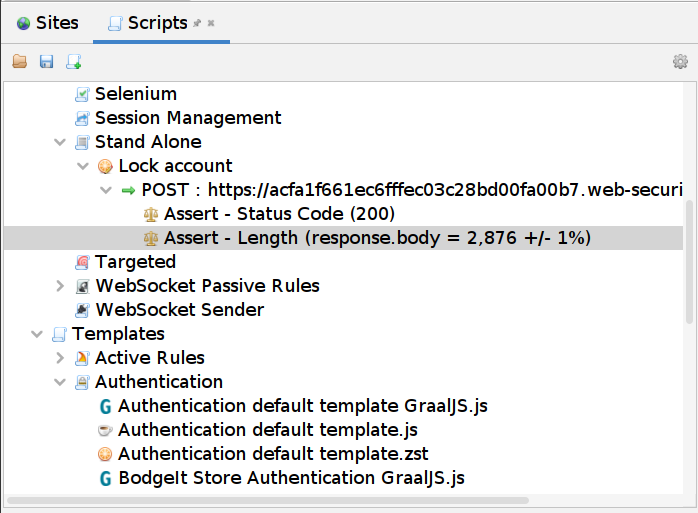 Sites Scripts
Selenium
Session Management
Stand Alone
Lock account
POST : https://acfa1f661ec6fffec03c28bd00fa00b7.web-securi
Assert - Status Code (200)
Assert - Length (response.body = 2,876 +/- 1%)
Targeted
WebSocket Passive Rules
WebSocket Sender
Templates
Active Rules
Authentication
Authentication default template GraalJS.js
Authentication default template.js
Authentication default template.zst
BodgeIt Store Authentication GraalJS.js